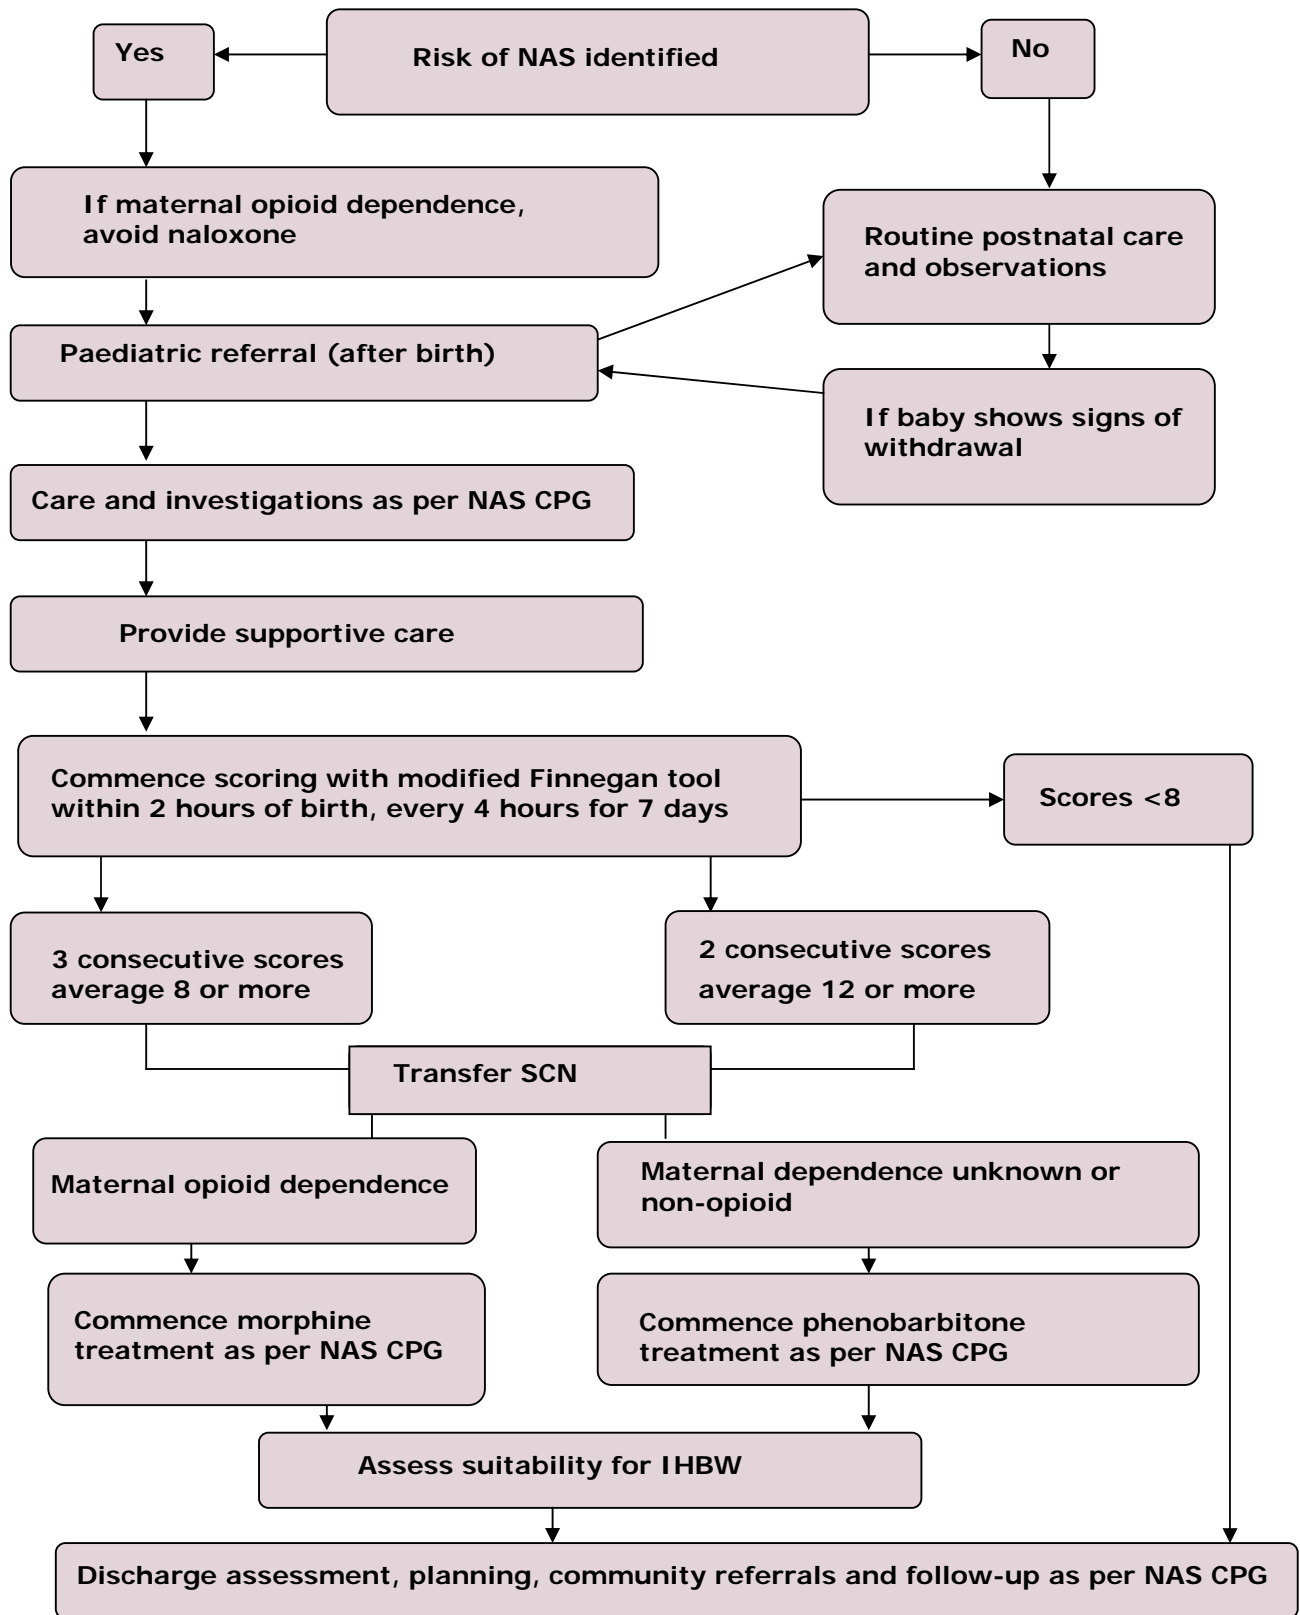 Yes
Risk of NAS identified
No
If maternal opioid dependence,
avoid naloxone
Routine postnatal care
and observations
Paediatric referral (after birth)
If baby shows signs of
withdrawal
Care and investigations as per NAS CPG
Provide supportive care
Commence scoring with modified Finnegan tool
within 2 hours of birth, every 4 hours for 7 days
Scores <8
3 consecutive scores
average 8 or more
2 consecutive scores
average 12 or more
Transfer SCN
Maternal opioid dependence
Maternal dependence unknown or
non-opioid
Commence morphine
treatment as per NAS CPG
Commence phenobarbitone
treatment as per NAS CPG
Assess suitability for IHBW
Discharge assessment, planning, community referrals and follow-up as per NAS CPG